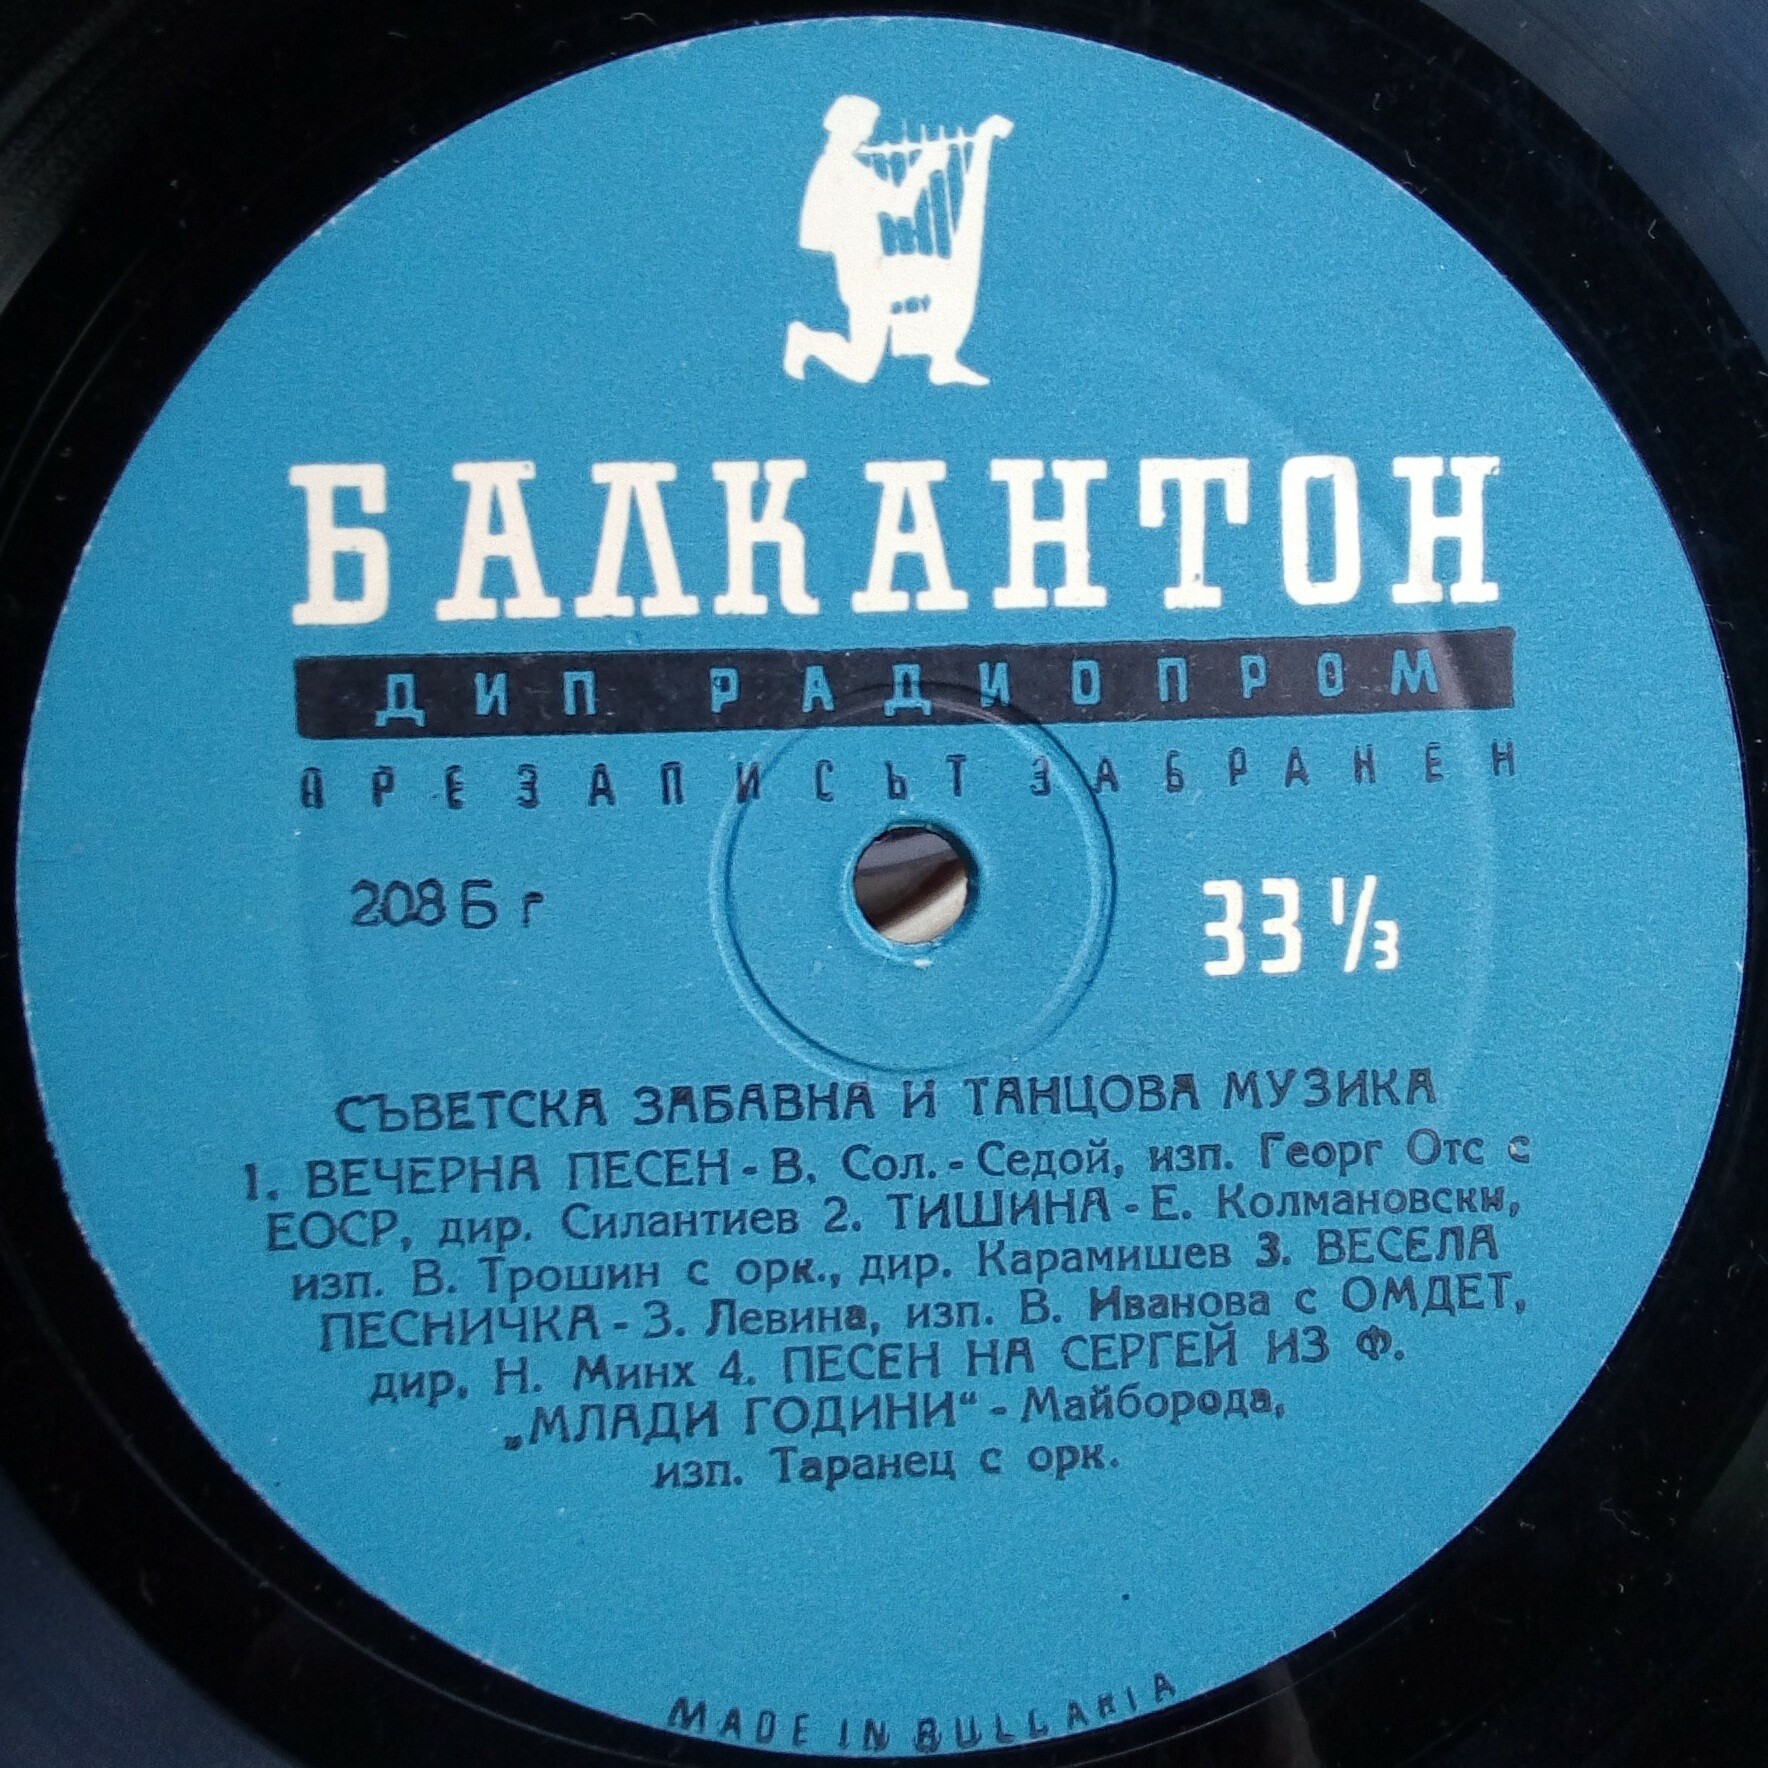 БАЛКАНТОН
ДИП РАДИОПРОМ
ПРЕЗАПИСЪТ ЗАБРАНЕН
208 Б г
33 1/3
СЪВЕТСКА ЗАБАВНА И ТАНЦОВА МУЗИКА
1. ВЕЧЕРНА ПЕСЕН - В. Сол. - Седой, изп. Георг Отс с
ЕОСР, дир. Силантиев 2. ТИШИНА - Е. Колмановски,
изп. В. Трошин с орк., дир. Карамишев 3. ВЕСЕЛА
ПЕСНИЧКА - З. Левина, изп. В. Иванова с ОМДЕТ,
дир. Н. Минх 4. ПЕСЕН НА СЕРГЕЙ ИЗ Ф.
„МЛАДИ ГОДИНИ“ - Майборода,
изп. Таранец с орк.
MADE IN BULGARIA